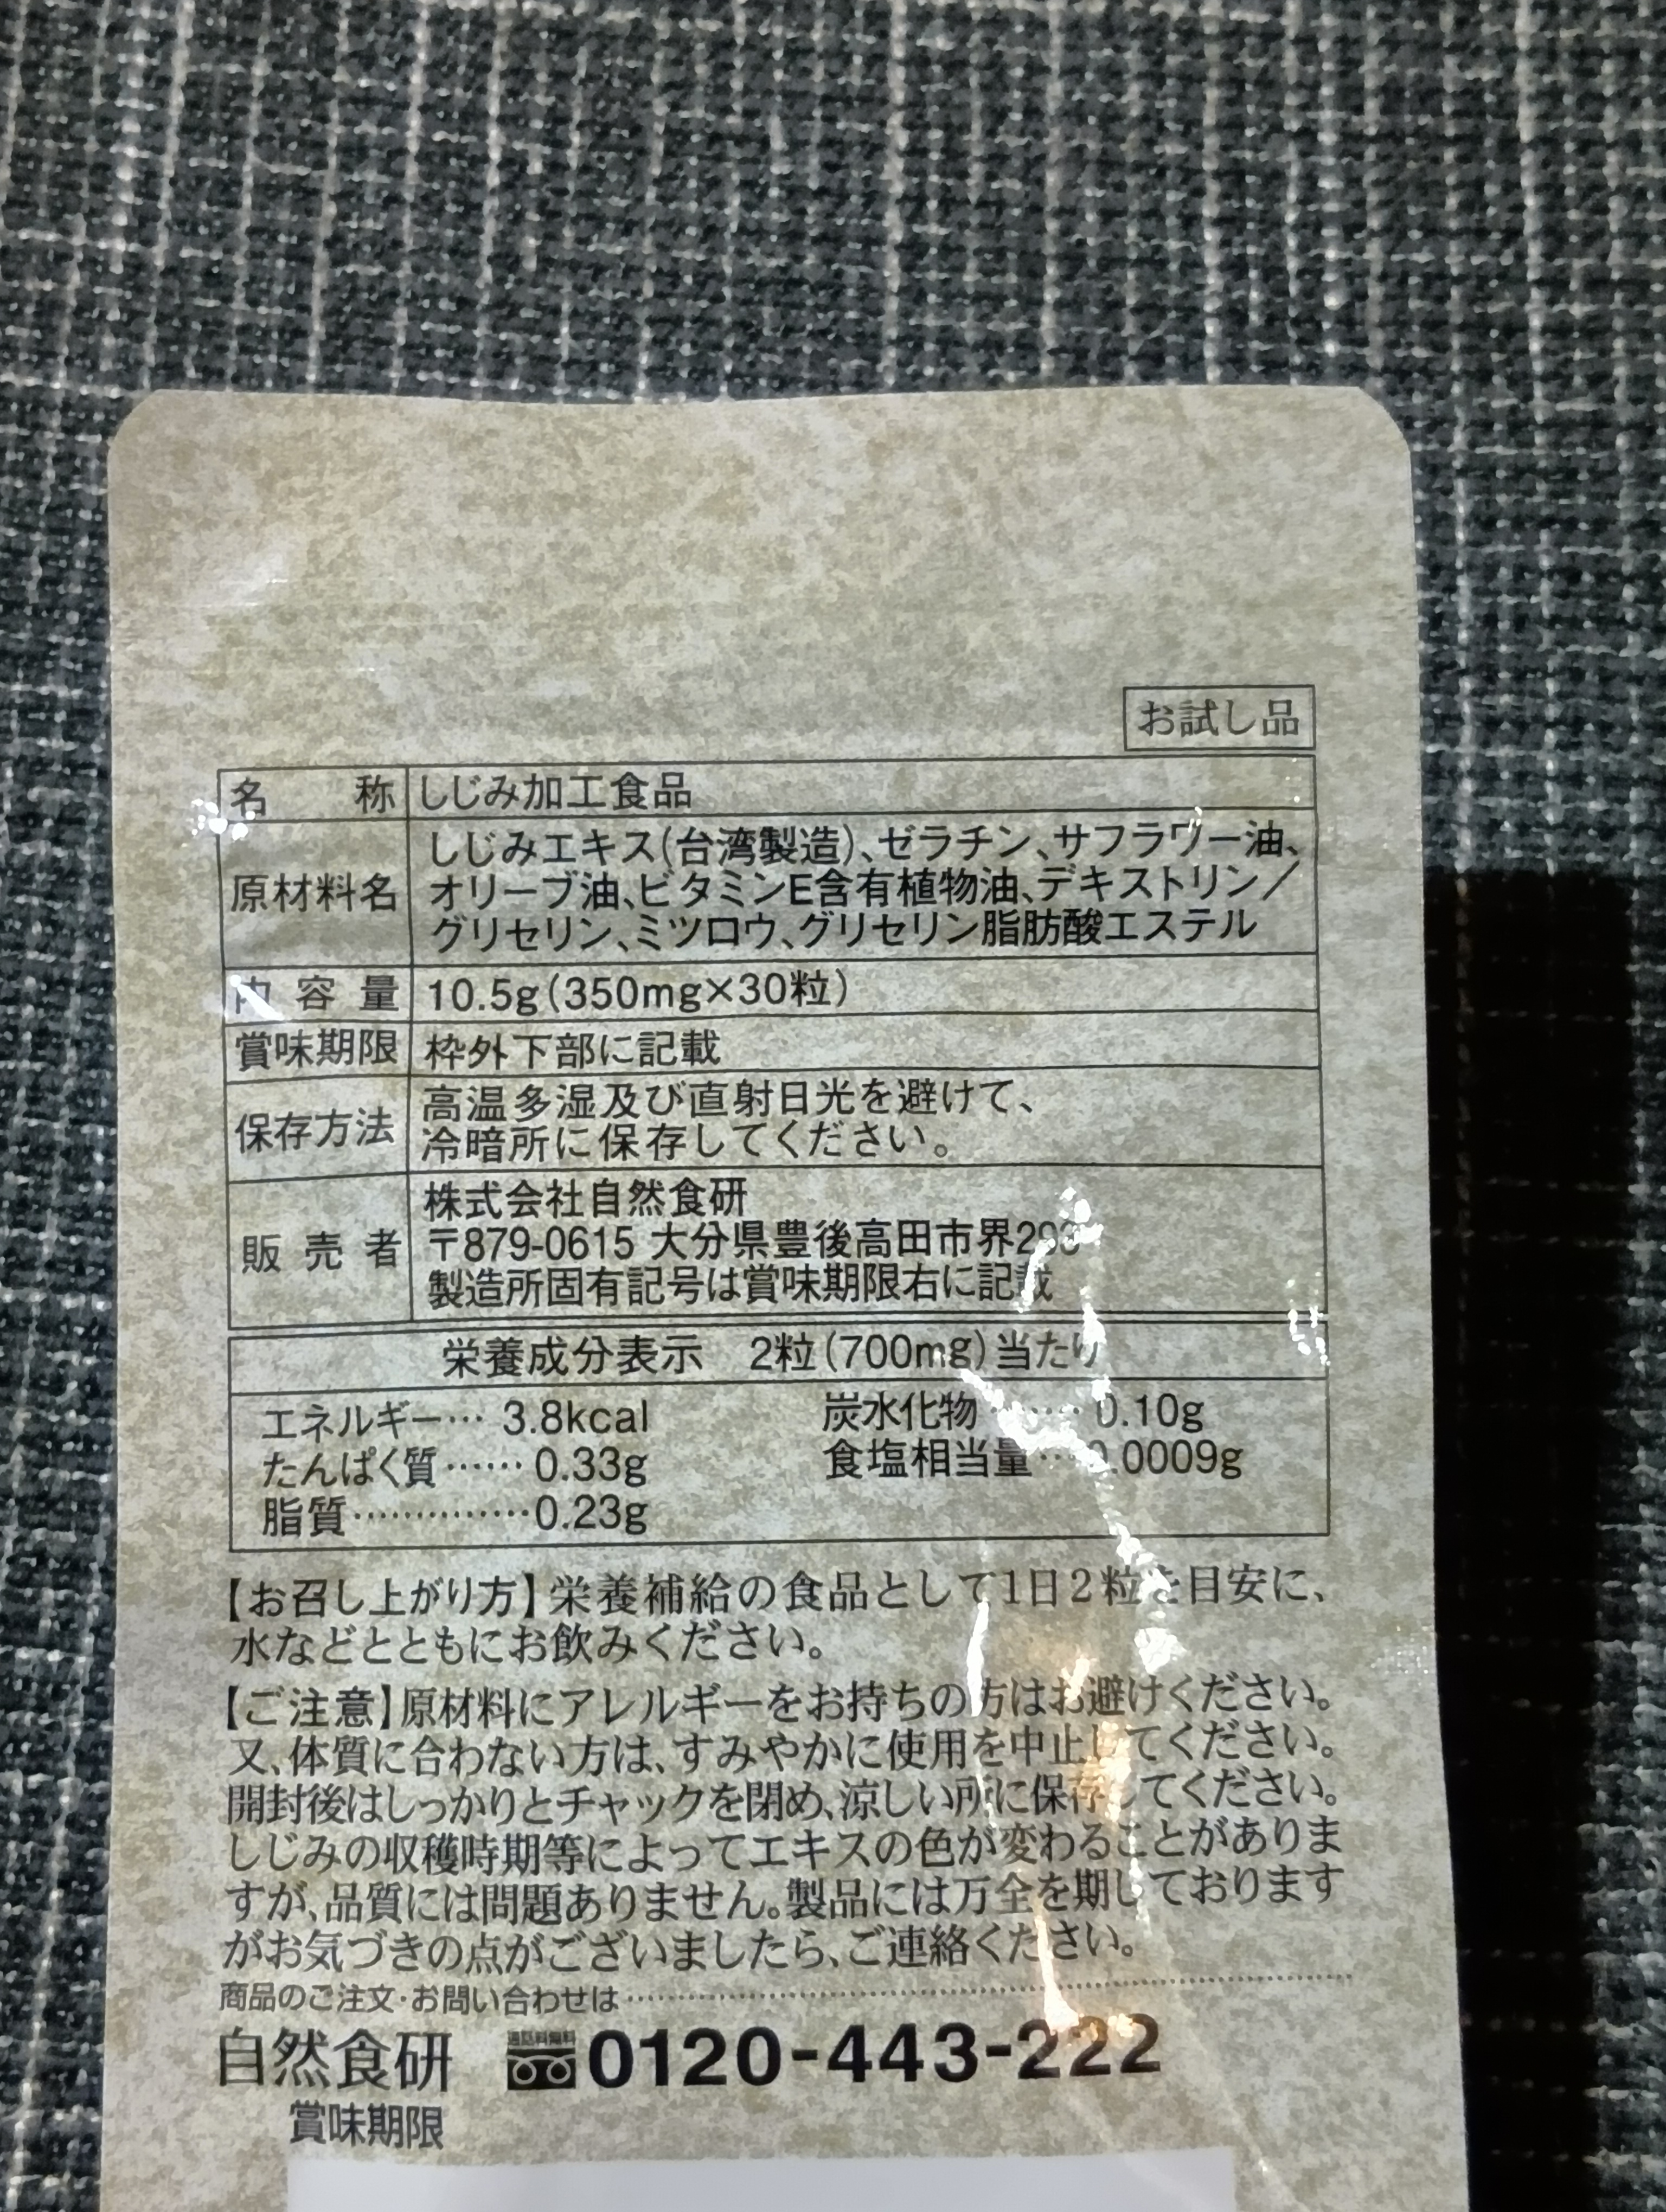 お試し品
名　　称 しじみ加工食品
原材料名 しじみエキス(台湾製造)、ゼラチン、サフラワー油、
オリーブ油、ビタミンE含有植物油、デキストリン／
グリセリン、ミツロウ、グリセリン脂肪酸エステル
内 容 量 10.5g(350mg×30粒)
賞味期限 枠外下部に記載
保存方法 高温多湿及び直射日光を避けて、
冷暗所に保存してください。
販 売 者 株式会社自然食研
〒879-0615 大分県豊後高田市界
製造所固有記号は賞味期限右に記載
栄養成分表示　2粒(700mg)当たり
エネルギー… 3.8kcal 炭水化物……0.10g
たんぱく質……0.33g 食塩相当量…0.0009g
脂質…………0.23g
【お召し上がり方】栄養補給の食品として1日2粒を目安に、
水などとともにお飲みください。
【ご注意】原材料にアレルギーをお持ちの方はお避けください。
又、体質に合わない方は、すみやかに使用を中止してください。
開封後はしっかりとチャックを閉め、涼しい所に保存してください。
しじみの収穫時期等によってエキスの色が変わることがありま
すが、品質には問題ありません。製品には万全を期しております
がお気づきの点がございましたら、ご連絡ください。
商品のご注文・お問い合わせは
自然食研 通話料無料 0120-443-222
賞味期限